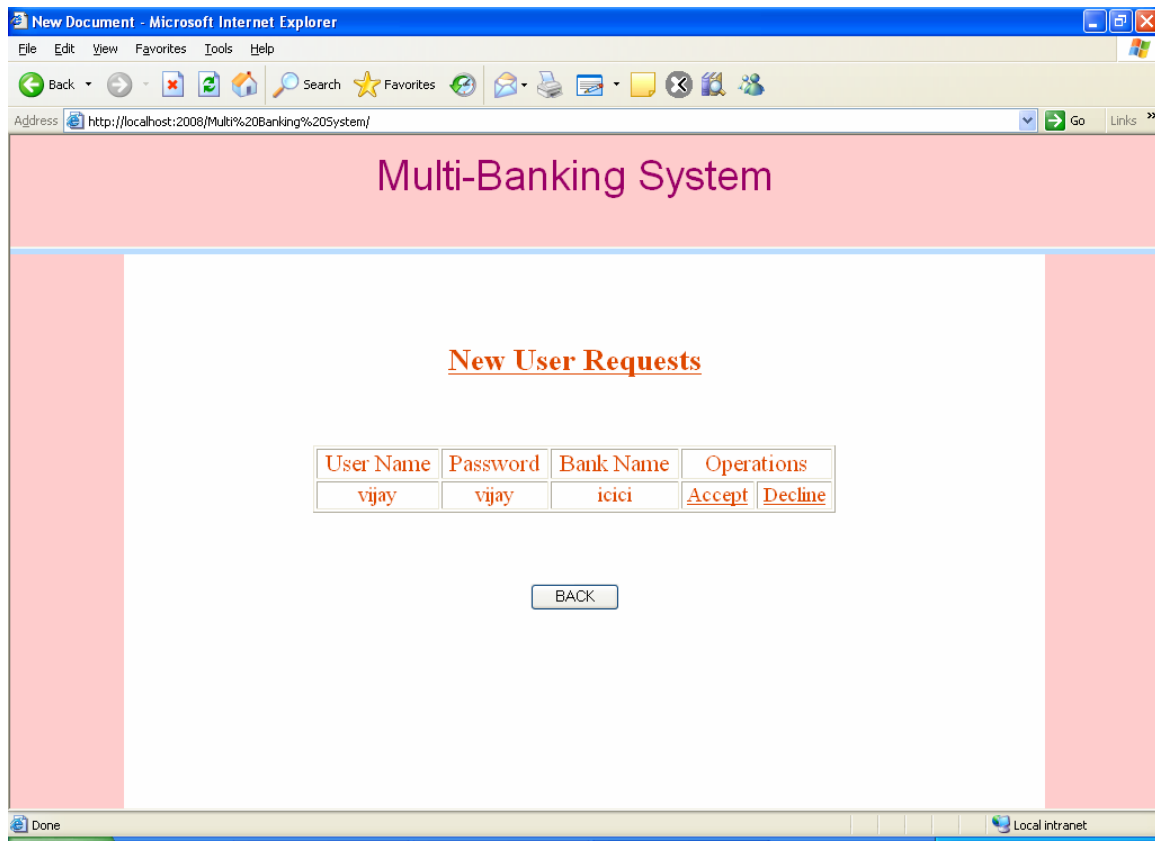 New Document - Microsoft Internet Explorer
File Edit View Favorites Tools Help
Back Search Favorites
Address http://localhost:2008/Multi%20Banking%20System/ Go Links »
Multi-Banking System
New User Requests
User Name Password Bank Name Operations
vijay vijay icici Accept Decline
BACK
Done Local intranet